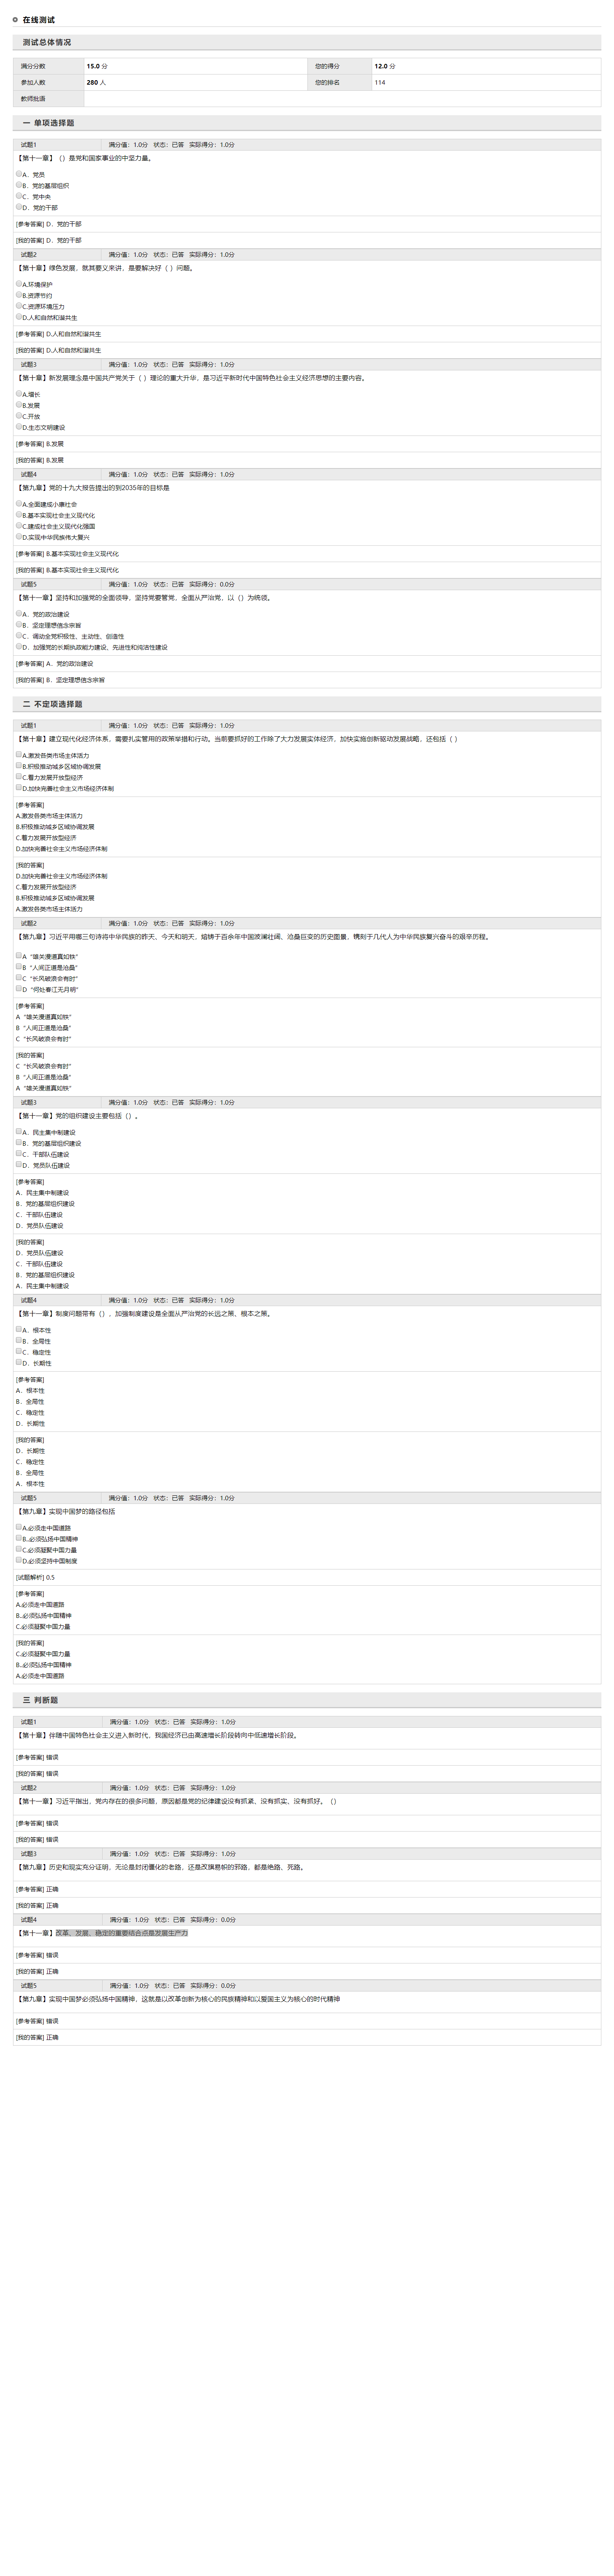 在线测试
测试总体情况
满分分数 15.0 分 您的得分 12.0 分
参加人数 280 人 您的排名 114
教师批语
一 单项选择题
试题1 满分值：1.0分 状态：已答 实际得分：1.0分
【第十一章】（）是党和国家事业的中坚力量。
A．党员
B．党的基层组织
C．党中央
D．党的干部
[参考答案] D．党的干部
[我的答案] D．党的干部
试题2 满分值：1.0分 状态：已答 实际得分：1.0分
【第十章】绿色发展，就其要义来讲，是要解决好（ ）问题。
A.环境保护
B.资源节约
C.资源环境压力
D.人和自然和谐共生
[参考答案] D.人和自然和谐共生
[我的答案] D.人和自然和谐共生
试题3 满分值：1.0分 状态：已答 实际得分：1.0分
【第十章】新发展理念是中国共产党关于（ ）理论的重大升华，是习近平新时代中国特色社会主义经济思想的主要内容。
A.增长
B.发展
C.开放
D.生态文明建设
[参考答案] B.发展
[我的答案] B.发展
试题4 满分值：1.0分 状态：已答 实际得分：1.0分
【第九章】党的十九大报告提出的到2035年的目标是
A.全面建成小康社会
B.基本实现社会主义现代化
C.建成社会主义现代化强国
D.实现中华民族伟大复兴
[参考答案] B.基本实现社会主义现代化
[我的答案] B.基本实现社会主义现代化
试题5 满分值：1.0分 状态：已答 实际得分：0.0分
【第十一章】坚持和加强党的全面领导，坚持党要管党，全面从严治党，以（）为统领。
A．党的政治建设
B．坚定理想信念宗旨
C．调动全党积极性、主动性、创造性
D．加强党的长期执政能力建设、先进性和纯洁性建设
[参考答案] A．党的政治建设
[我的答案] B．坚定理想信念宗旨
二 不定项选择题
试题1 满分值：1.0分 状态：已答 实际得分：1.0分
【第十章】建立现代化经济体系，需要扎实管用的政策举措和行动。当前要抓好的工作除了大力发展实体经济，加快实施创新驱动发展战略，还包括（ ）
A.激发各类市场主体活力
B.积极推动城乡区域协调发展
C.着力发展开放型经济
D.加快完善社会主义市场经济体制
[参考答案]
A.激发各类市场主体活力
B.积极推动城乡区域协调发展
C.着力发展开放型经济
D.加快完善社会主义市场经济体制
[我的答案]
D.加快完善社会主义市场经济体制
C.着力发展开放型经济
B.积极推动城乡区域协调发展
A.激发各类市场主体活力
试题2 满分值：1.0分 状态：已答 实际得分：1.0分
【第九章】习近平用哪三句诗将中华民族的昨天、今天和明天，熔铸于百余年中国波澜壮阔、沧桑巨变的历史图景，镌刻于几代人为中华民族复兴奋斗的艰辛历程。
A “雄关漫道真如铁”
B “人间正道是沧桑”
C “长风破浪会有时”
D “何处春江无月明”
[参考答案]
A “雄关漫道真如铁”
B “人间正道是沧桑”
C “长风破浪会有时”
[我的答案]
C “长风破浪会有时”
B “人间正道是沧桑”
A “雄关漫道真如铁”
试题3 满分值：1.0分 状态：已答 实际得分：1.0分
【第十一章】党的组织建设主要包括（）。
A．民主集中制建设
B．党的基层组织建设
C．干部队伍建设
D．党员队伍建设
[参考答案]
A．民主集中制建设
B．党的基层组织建设
C．干部队伍建设
D．党员队伍建设
[我的答案]
D．党员队伍建设
C．干部队伍建设
B．党的基层组织建设
A．民主集中制建设
试题4 满分值：1.0分 状态：已答 实际得分：1.0分
【第十一章】制度问题带有（），加强制度建设是全面从严治党的长远之策、根本之策。
A．根本性
B．全局性
C．稳定性
D．长期性
[参考答案]
A．根本性
B．全局性
C．稳定性
D．长期性
[我的答案]
D．长期性
C．稳定性
B．全局性
A．根本性
试题5 满分值：1.0分 状态：已答 实际得分：1.0分
【第九章】实现中国梦的路径包括
A.必须走中国道路
B..必须弘扬中国精神
C.必须凝聚中国力量
D.必须坚持中国制度
[试题解析] 0.5
[参考答案]
A.必须走中国道路
B..必须弘扬中国精神
C.必须凝聚中国力量
[我的答案]
C.必须凝聚中国力量
B..必须弘扬中国精神
A.必须走中国道路
三 判断题
试题1 满分值：1.0分 状态：已答 实际得分：1.0分
【第十章】伴随中国特色社会主义进入新时代，我国经济已由高速增长阶段转向中低速增长阶段。
[参考答案] 错误
[我的答案] 错误
试题2 满分值：1.0分 状态：已答 实际得分：1.0分
【第十一章】习近平指出，党内存在的很多问题，原因都是党的纪律建设没有抓紧、没有抓实、没有抓好。（）
[参考答案] 错误
[我的答案] 错误
试题3 满分值：1.0分 状态：已答 实际得分：1.0分
【第九章】历史和现实充分证明，无论是封闭僵化的老路，还是改旗易帜的邪路，都是绝路、死路。
[参考答案] 正确
[我的答案] 正确
试题4 满分值：1.0分 状态：已答 实际得分：0.0分
【第十一章】改革、发展、稳定的重要结合点是发展生产力
[参考答案] 错误
[我的答案] 正确
试题5 满分值：1.0分 状态：已答 实际得分：0.0分
【第九章】实现中国梦必须弘扬中国精神，这就是以改革创新为核心的民族精神和以爱国主义为核心的时代精神
[参考答案] 错误
[我的答案] 正确